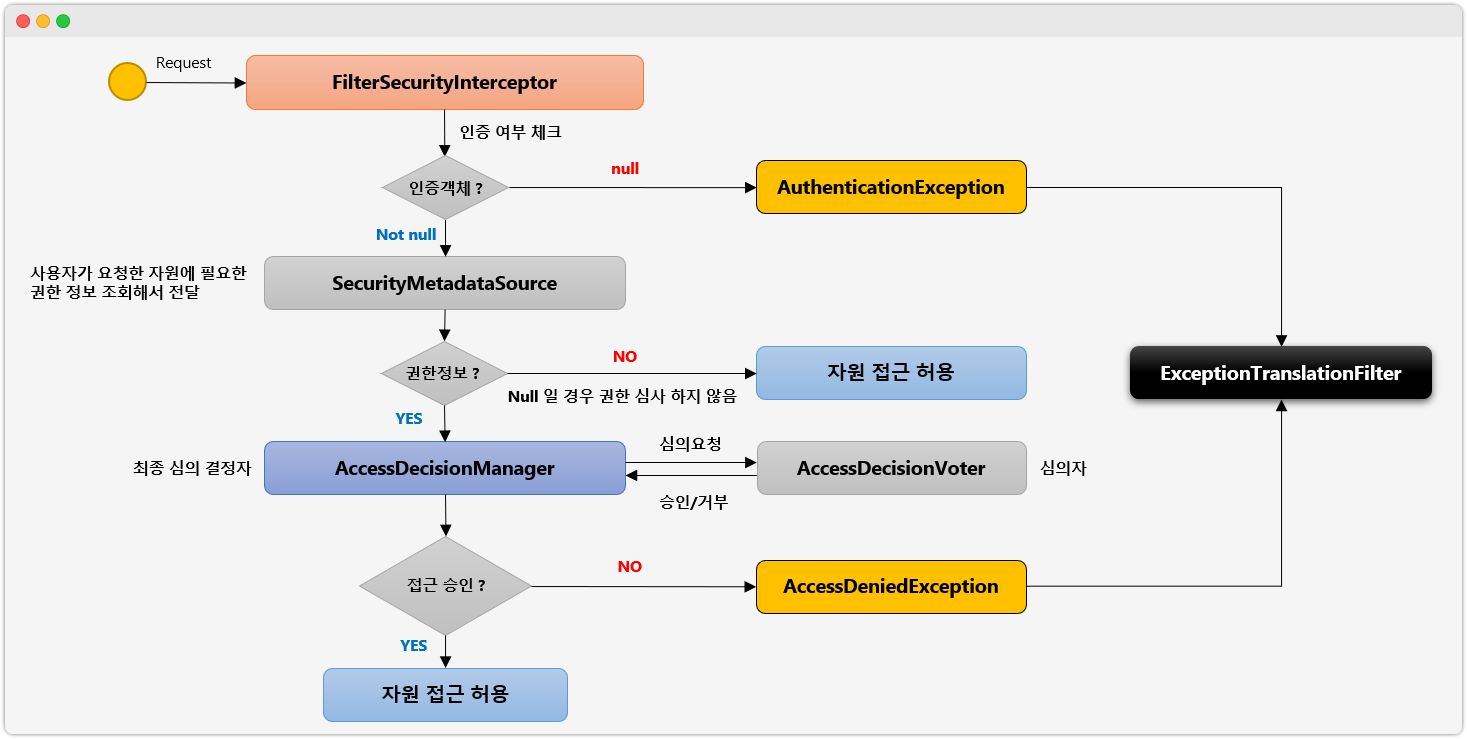 Request
FilterSecurityInterceptor
인증 여부 체크
인증객체 ?
null
AuthenticationException
Not null
사용자가 요청한 자원에 필요한
권한 정보 조회해서 전달
SecurityMetadataSource
권한정보 ?
NO
Null 일 경우 권한 심사 하지 않음
자원 접근 허용
ExceptionTranslationFilter
YES
최종 심의 결정자
AccessDecisionManager
심의요청
승인/거부
AccessDecisionVoter
심의자
접근 승인 ?
NO
AccessDeniedException
YES
자원 접근 허용